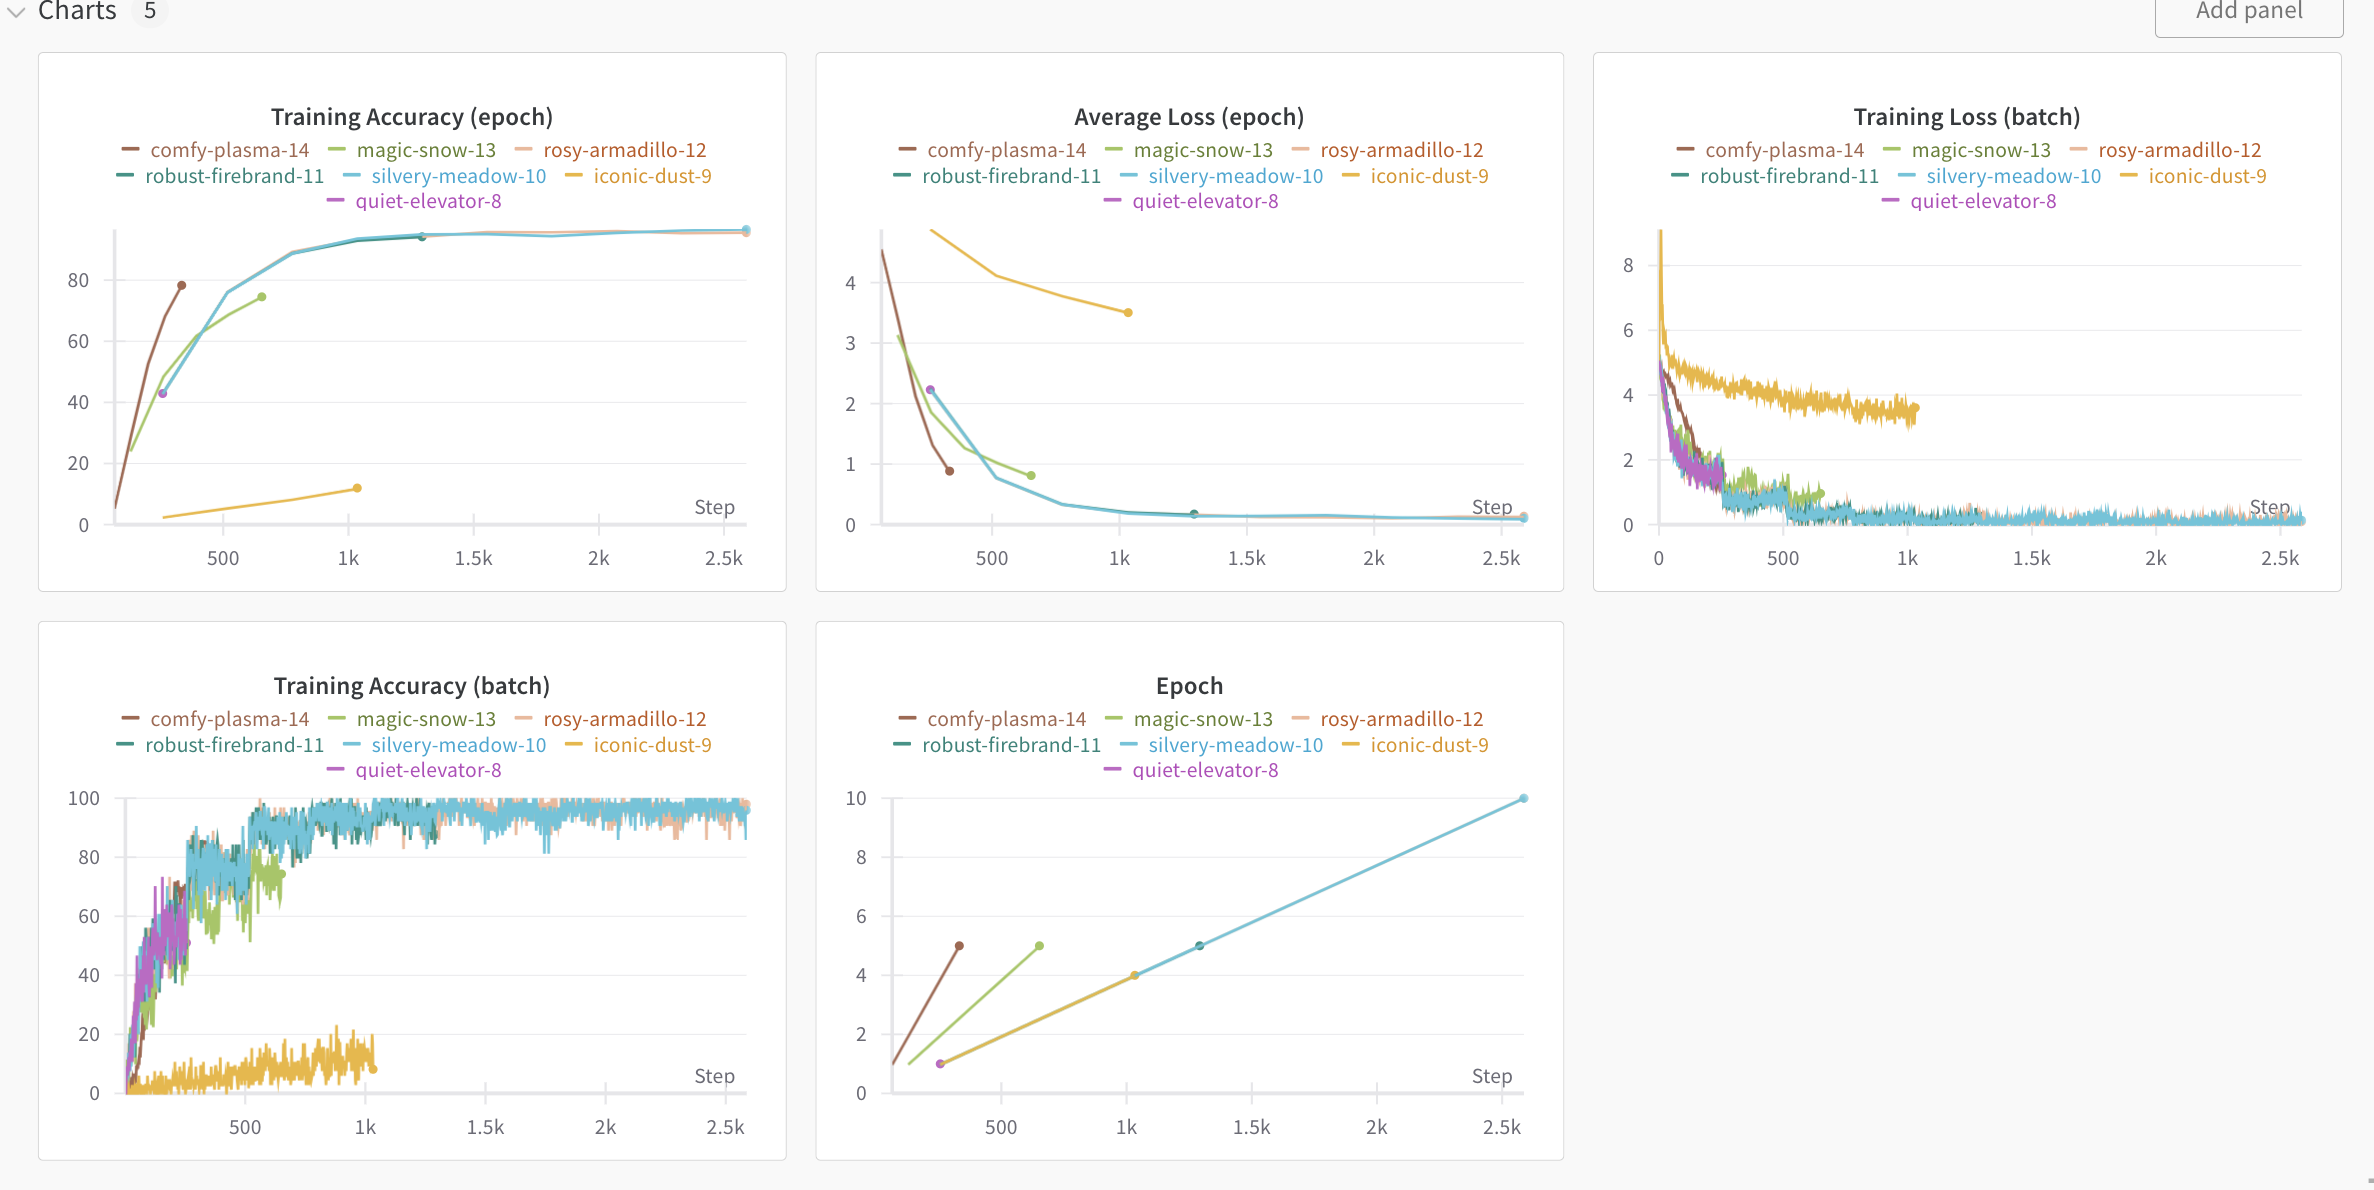 Charts 5
Add panel
Training Accuracy (epoch)
comfy-plasma-14 magic-snow-13 rosy-armadillo-12
robust-firebrand-11 silvery-meadow-10 iconic-dust-9
quiet-elevator-8
80
60
40
20
0
Step
500 1k 1.5k 2k 2.5k
Average Loss (epoch)
comfy-plasma-14 magic-snow-13 rosy-armadillo-12
robust-firebrand-11 silvery-meadow-10 iconic-dust-9
quiet-elevator-8
4
3
2
1
0
Step
500 1k 1.5k 2k 2.5k
Training Loss (batch)
comfy-plasma-14 magic-snow-13 rosy-armadillo-12
robust-firebrand-11 silvery-meadow-10 iconic-dust-9
quiet-elevator-8
8
6
4
2
0
Step
0 500 1k 1.5k 2k 2.5k
Training Accuracy (batch)
comfy-plasma-14 magic-snow-13 rosy-armadillo-12
robust-firebrand-11 silvery-meadow-10 iconic-dust-9
quiet-elevator-8
100
80
60
40
20
0
Step
500 1k 1.5k 2k 2.5k
Epoch
comfy-plasma-14 magic-snow-13 rosy-armadillo-12
robust-firebrand-11 silvery-meadow-10 iconic-dust-9
quiet-elevator-8
10
8
6
4
2
0
Step
500 1k 1.5k 2k 2.5k